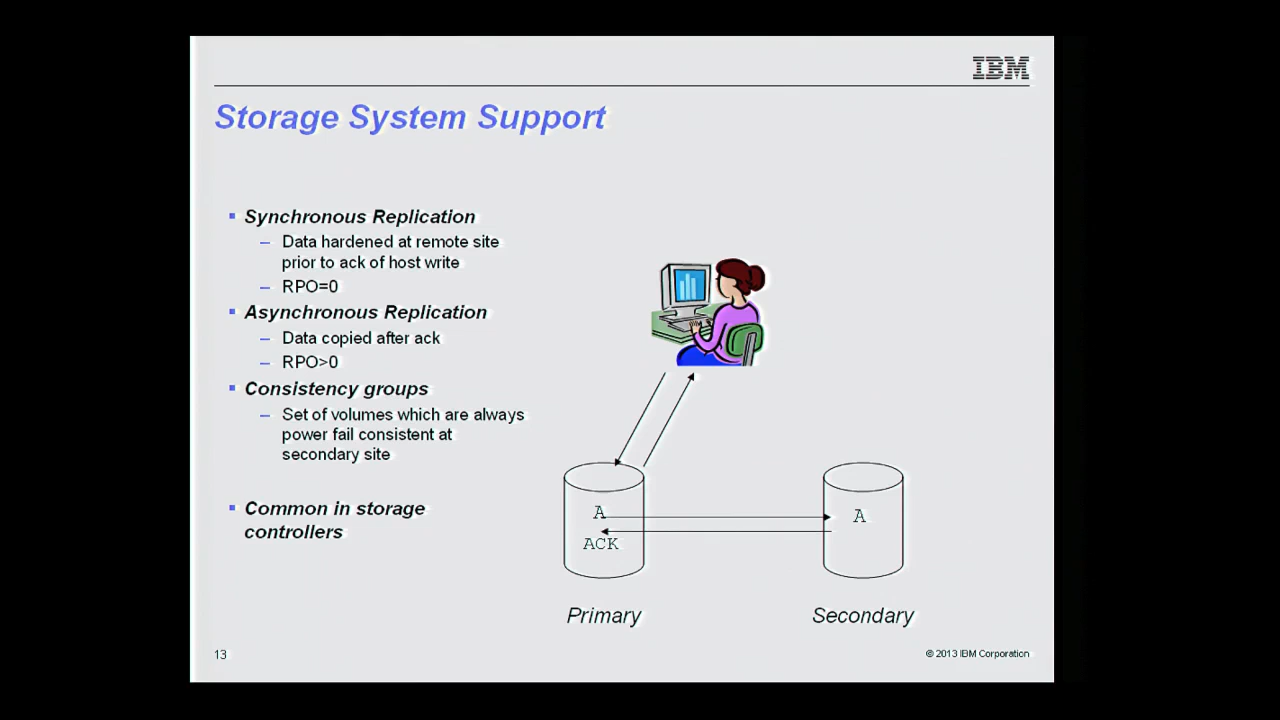 IBM
Storage System Support
Synchronous Replication
– Data hardened at remote site
prior to ack of host write
– RPO=0
Asynchronous Replication
– Data copied after ack
– RPO>0
Consistency groups
– Set of volumes which are always
power fail consistent at
secondary site
Common in storage
controllers
A
ACK
A
Primary
Secondary
13
© 2013 IBM Corporation